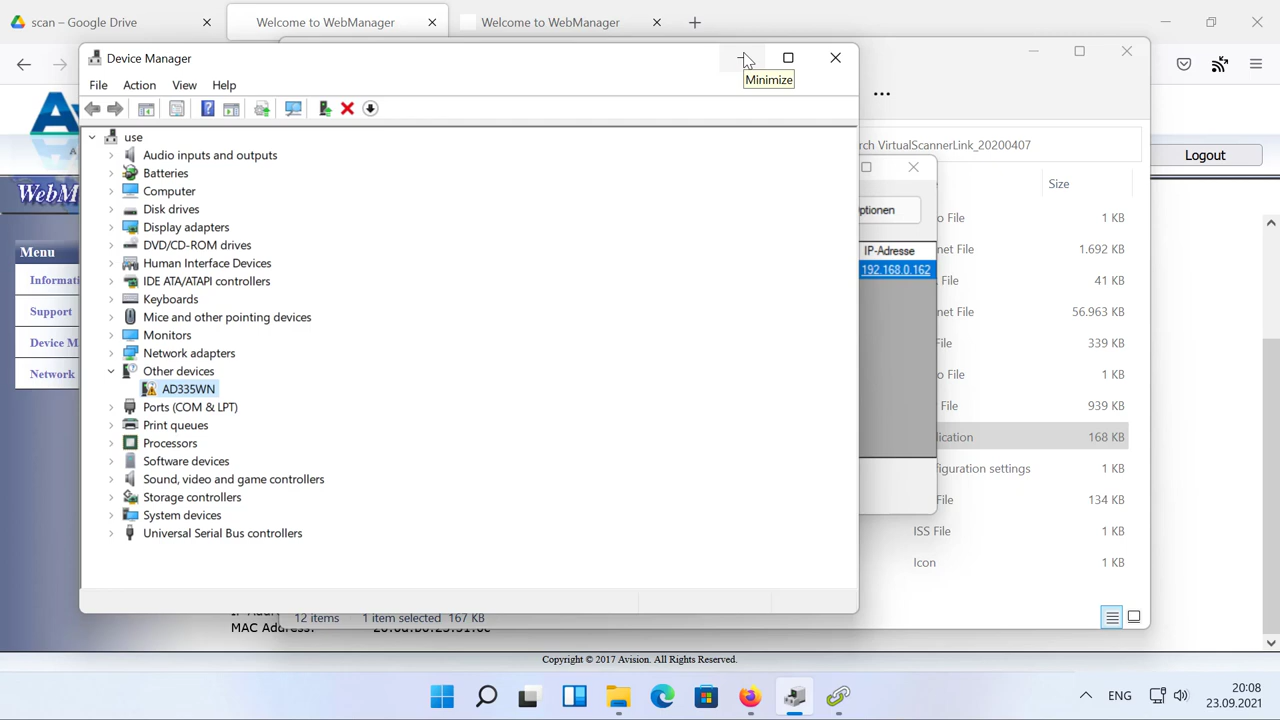 scan – Google Drive
Welcome to WebManager
Welcome to WebManager
Device Manager
Minimize
File Action View Help
use
Audio inputs and outputs
Batteries
Computer
Disk drives
Display adapters
DVD/CD-ROM drives
Human Interface Devices
IDE ATA/ATAPI controllers
Keyboards
Mice and other pointing devices
Monitors
Network adapters
Other devices
AD335WN
Ports (COM & LPT)
Print queues
Processors
Software devices
Sound, video and game controllers
Storage controllers
System devices
Universal Serial Bus controllers
rch VirtualScannerLink_20200407
Logout
Size
ptionen
IP-Adresse
192.168.0.162
o File 1 KB
net File 1.692 KB
File 41 KB
net File 56.963 KB
File 339 KB
o File 1 KB
File 939 KB
lication 168 KB
iguration settings 1 KB
File 134 KB
ISS File 1 KB
Icon 1 KB
WebM
Menu
Informati
Support
Device M
Network
12 items 1 item selected 167 KB
MAC Address:
Copyright © 2017 Avision. All Rights Reserved.
ENG
20:08
23.09.2021